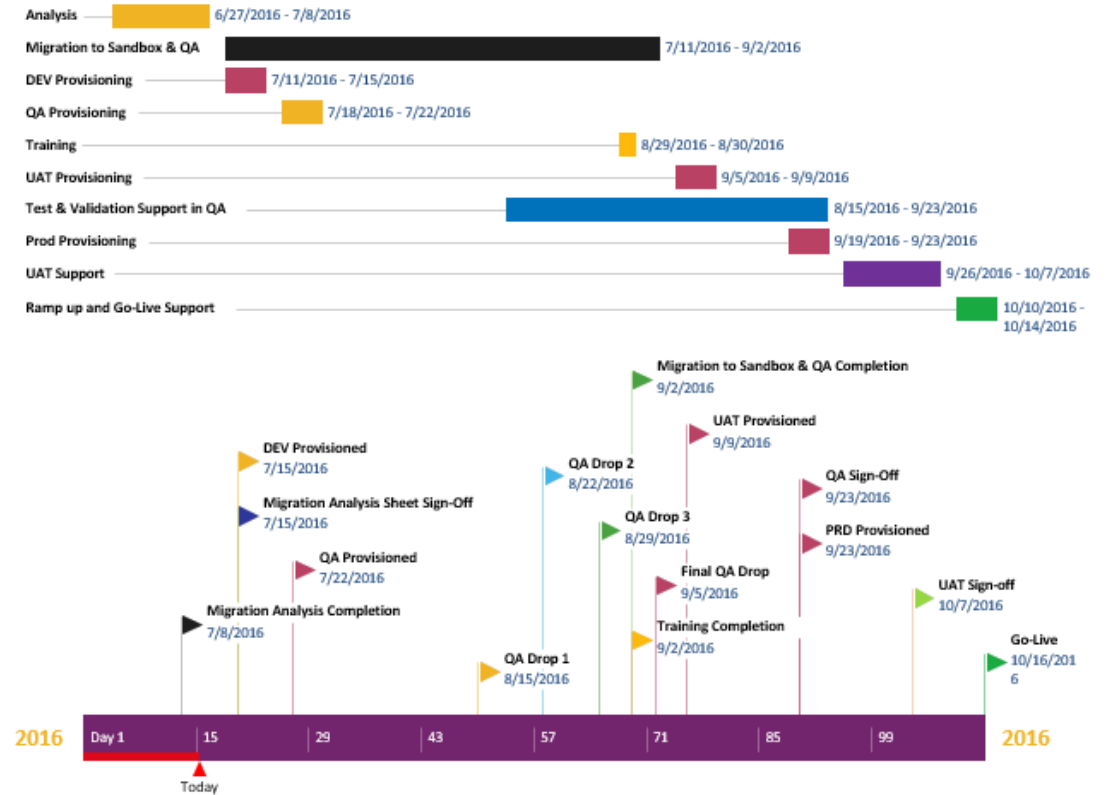 Analysis 6/27/2016 - 7/8/2016
Migration to Sandbox & QA 7/11/2016 - 9/2/2016
DEV Provisioning 7/11/2016 - 7/15/2016
QA Provisioning 7/18/2016 - 7/22/2016
Training 8/29/2016 - 8/30/2016
UAT Provisioning 9/5/2016 - 9/9/2016
Test & Validation Support in QA 8/15/2016 - 9/23/2016
Prod Provisioning 9/19/2016 - 9/23/2016
UAT Support 9/26/2016 - 10/7/2016
Ramp up and Go-Live Support 10/10/2016 -
10/14/2016
Migration to Sandbox & QA Completion
9/2/2016
UAT Provisioned
9/9/2016
DEV Provisioned
7/15/2016
QA Drop 2
8/22/2016
QA Sign-Off
9/23/2016
Migration Analysis Sheet Sign-Off
7/15/2016
QA Drop 3
8/29/2016
PRD Provisioned
9/23/2016
QA Provisioned
7/22/2016
Final QA Drop
9/5/2016
UAT Sign-off
10/7/2016
Migration Analysis Completion
7/8/2016
Training Completion
9/2/2016
Go-Live
10/16/201
6
QA Drop 1
8/15/2016
2016 Day 1 15 29 43 57 71 85 99 2016
Today